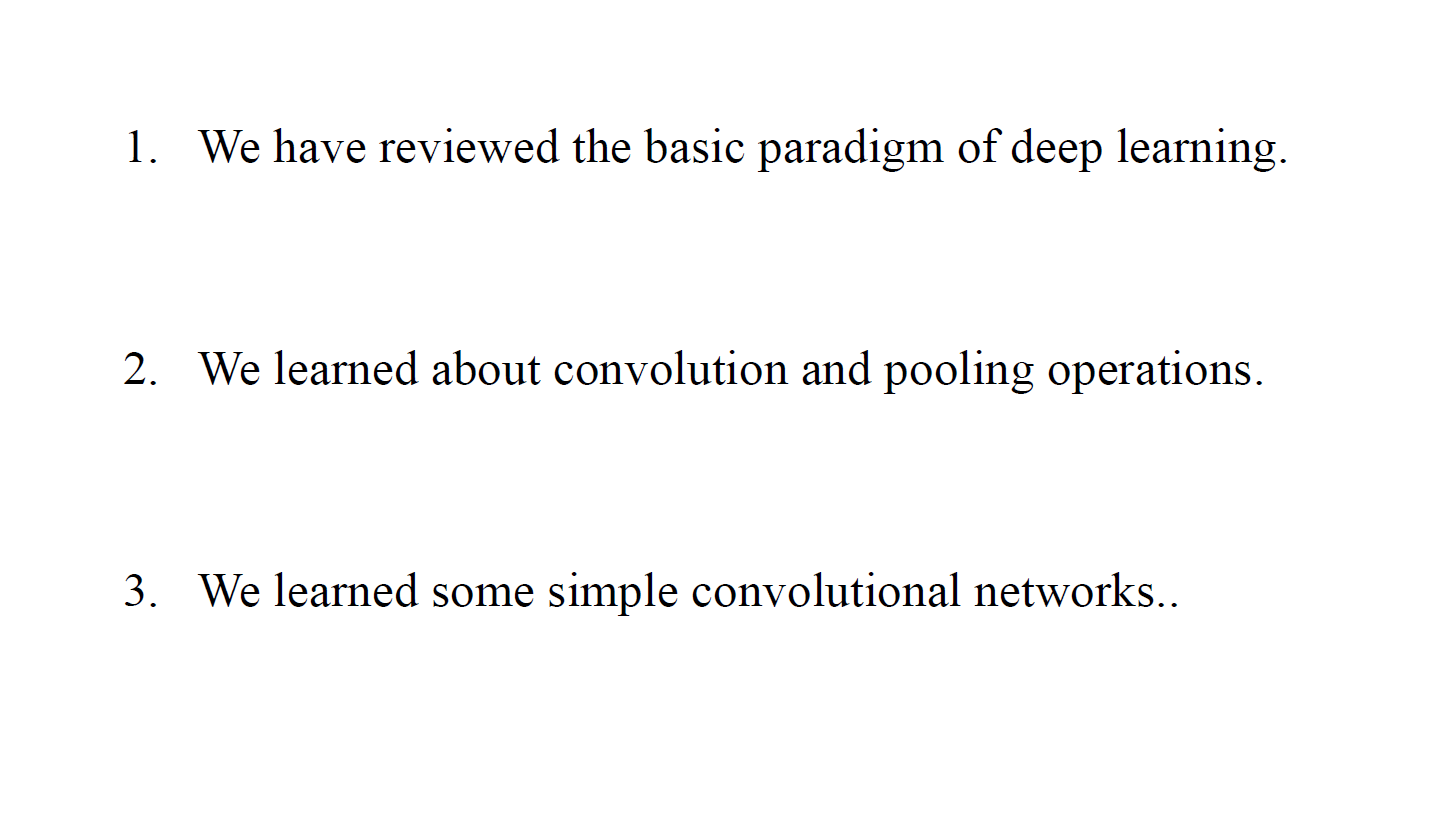 1. We have reviewed the basic paradigm of deep learning.
2. We learned about convolution and pooling operations.
3. We learned some simple convolutional networks..